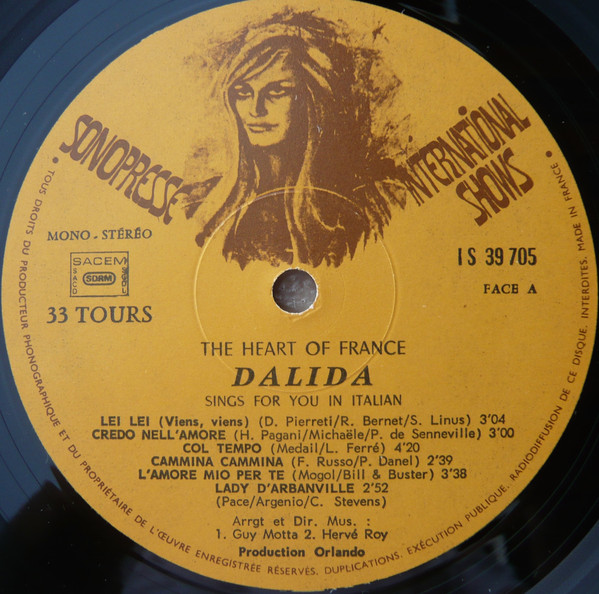 SONOPRESSE
INTERNATIONAL
SHOWS
MONO - STÉRÉO
SACEM
SACD
SDRM
SGDL
33 TOURS
I S 39 705
FACE A
THE HEART OF FRANCE
DALIDA
SINGS FOR YOU IN ITALIAN
LEI LEI (Viens, viens) (D. Pierreti/R. Bernet/S. Linus) 3'04
CREDO NELL'AMORE (H. Pagani/Michaële/P. de Senneville) 3'00
COL TEMPO (Medail/L. Ferré) 4'20
CAMMINA CAMMINA (F. Russo/P. Danel) 2'39
L'AMORE MIO PER TE (Mogol/Bill & Buster) 3'38
LADY D'ARBANVILLE 2'52
(Pace/Argenio/C. Stevens)
Arrgt et Dir. Mus. :
1. Guy Motta 2. Hervé Roy
Production Orlando
• TOUS DROITS DU PRODUCTEUR PHONOGRAPHIQUE ET DU PROPRIÉTAIRE DE L'ŒUVRE ENREGISTRÉE RÉSERVÉS. DUPLICATIONS, EXÉCUTION PUBLIQUE, RADIODIFFUSION DE CE DISQUE. INTERDITES. MADE IN FRANCE •